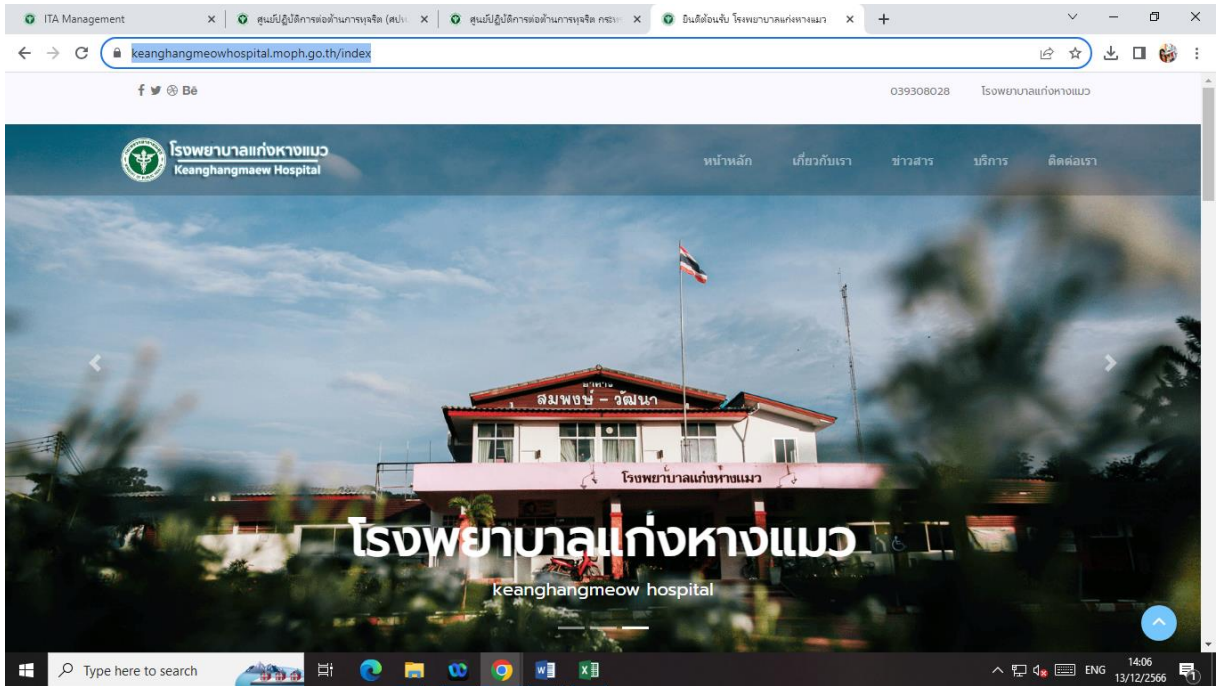 ITA Management
ศูนย์ปฏิบัติการต่อต้านการทุจริต (สปท.
ศูนย์ปฏิบัติการต่อต้านการทุจริต กระทร
ยินดีต้อนรับ โรงพยาบาลแก่งหางแมว
keanghangmeowhospital.moph.go.th/index
Bē
039308028 โรงพยาบาลแก่งหางแมว
โรงพยาบาลแก่งหางแมว
Keanghangmaew Hospital
หน้าหลัก เกี่ยวกับเรา ข่าวสาร บริการ ติดต่อเรา
อาคาร
สมพงษ์ – วัฒนา
โรงพยาบาลแก่งหางแมว
โรงพยาบาลแก่งหางแมว
keanghangmeow hospital
Type here to search
ENG
14:06
13/12/2566